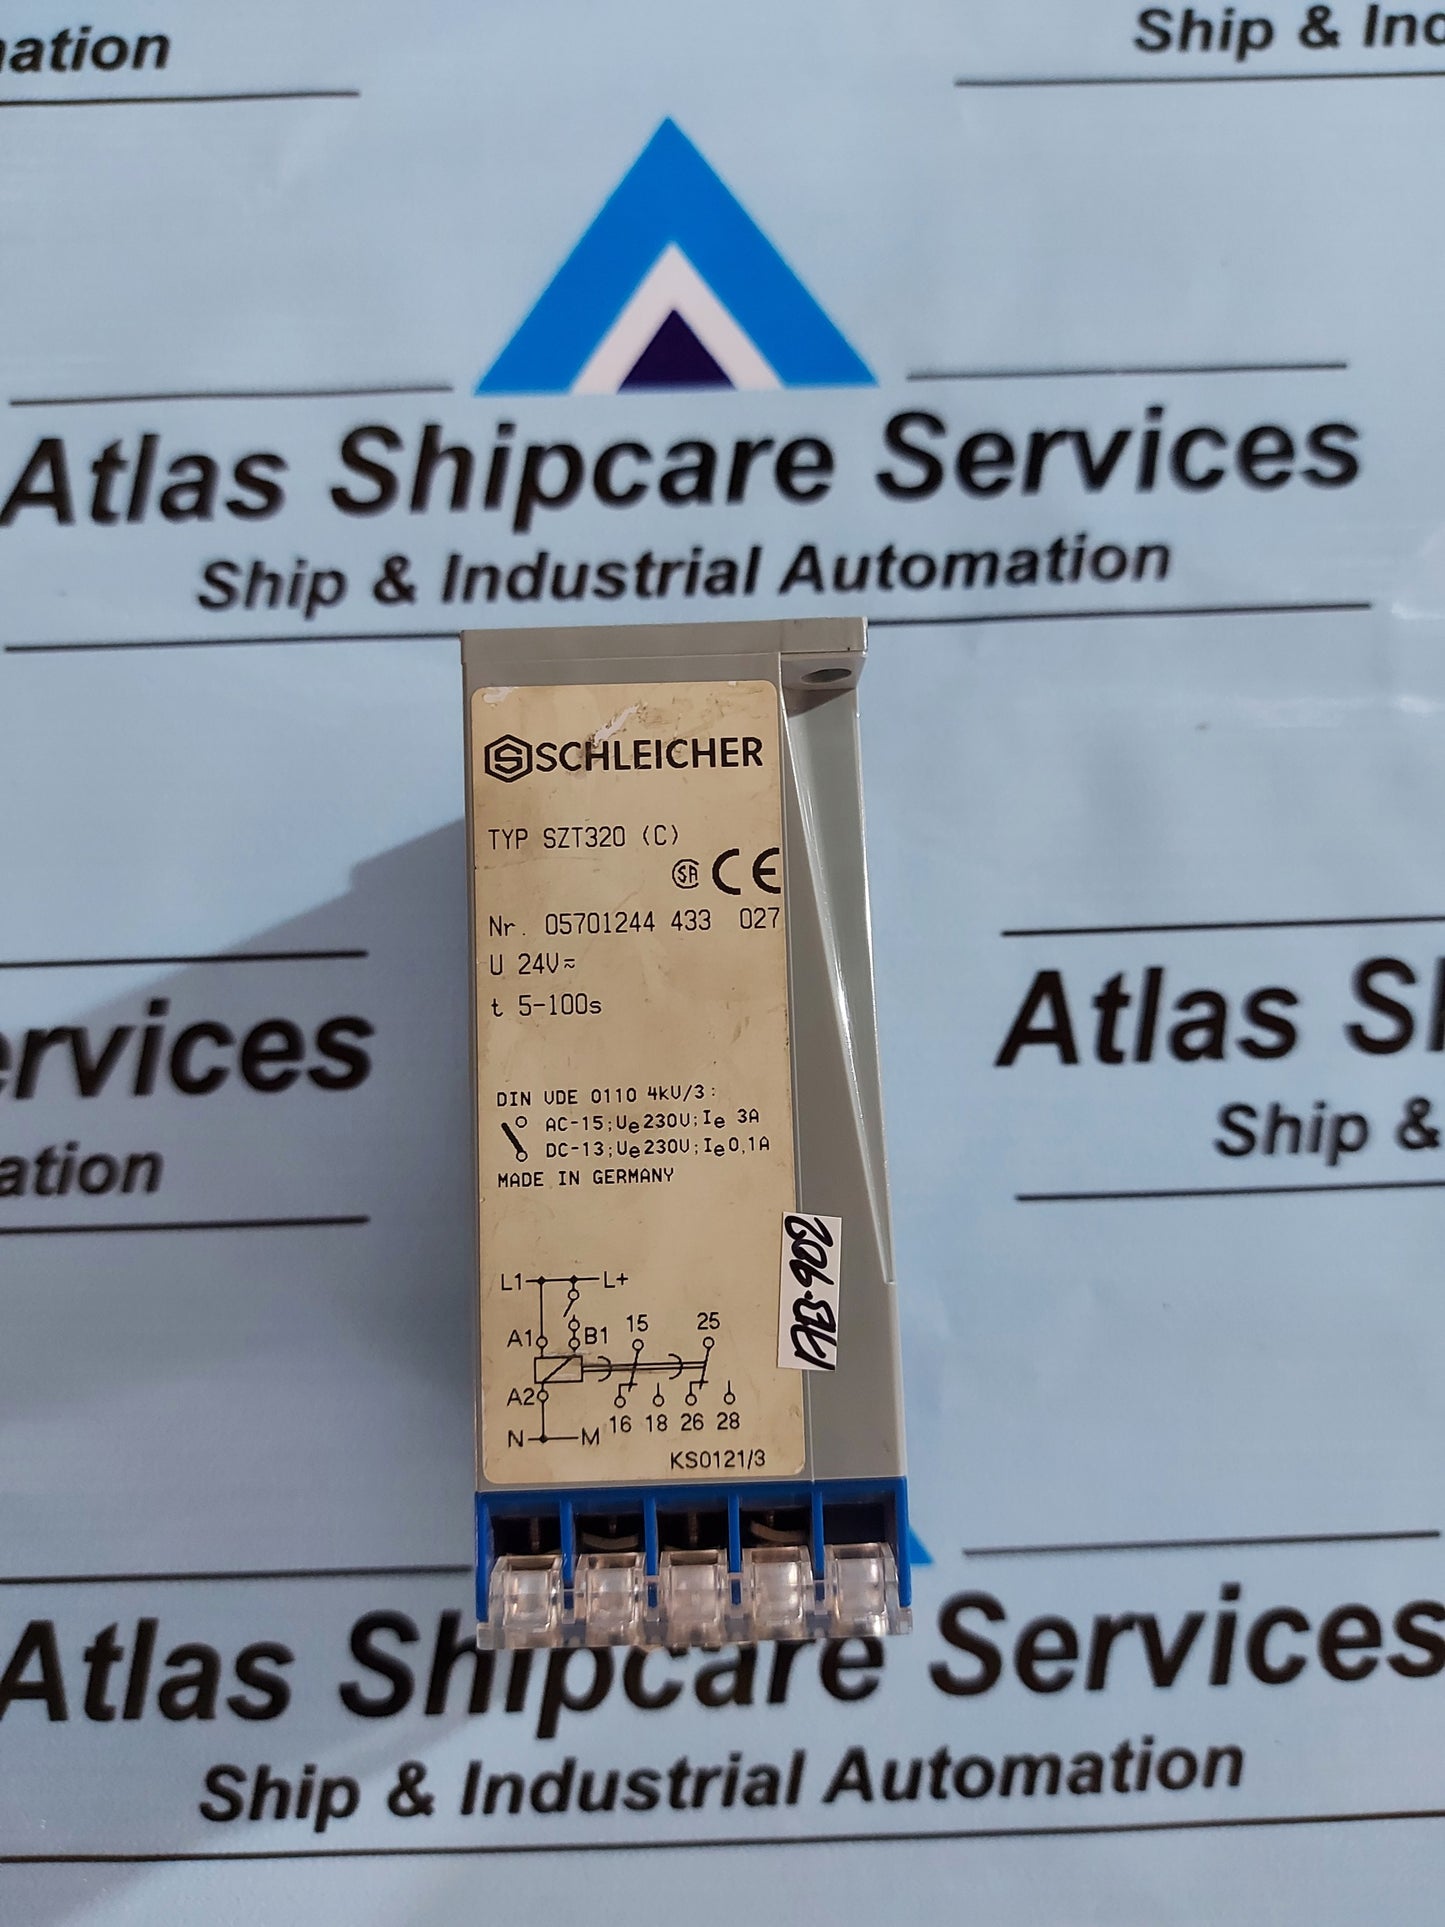 ation
Ship & Ind
Atlas Shipcare Services
Ship & Industrial Automation
SCHLEICHER
TYP SZT320 (C)
SA CE
Nr. 05701244 433 027
U 24V≂
t 5-100s
DIN VDE 0110 4kV/3:
AC-15;Ue230V;Ie 3A
DC-13;Ue230V;Ie0,1A
MADE IN GERMANY
L1 L+
A1 B1 15 25
A2
16 18 26 28
N M
KS0121/3
ervices
ation
Atlas Sh
Ship &
Atlas Shipcare Services
Ship & Industrial Automation